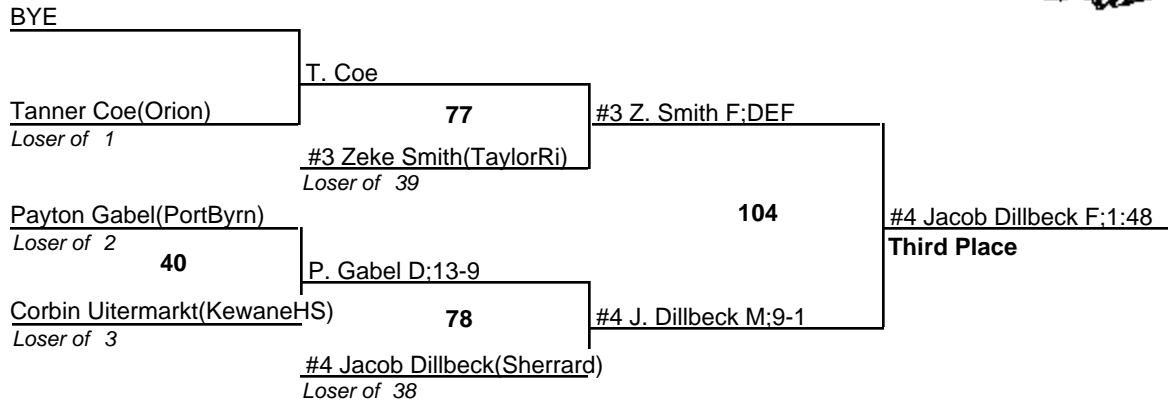 BYE
T. Coe
Tanner Coe(Orion)
Loser of 1
77
#3 Z. Smith F;DEF
#3 Zeke Smith(TaylorRi)
Loser of 39
Payton Gabel(PortByrn)
Loser of 2
104
#4 Jacob Dillbeck F;1:48
Third Place
40
P. Gabel D;13-9
Corbin Uitermarkt(KewaneHS)
Loser of 3
78
#4 J. Dillbeck M;9-1
#4 Jacob Dillbeck(Sherrard)
Loser of 38